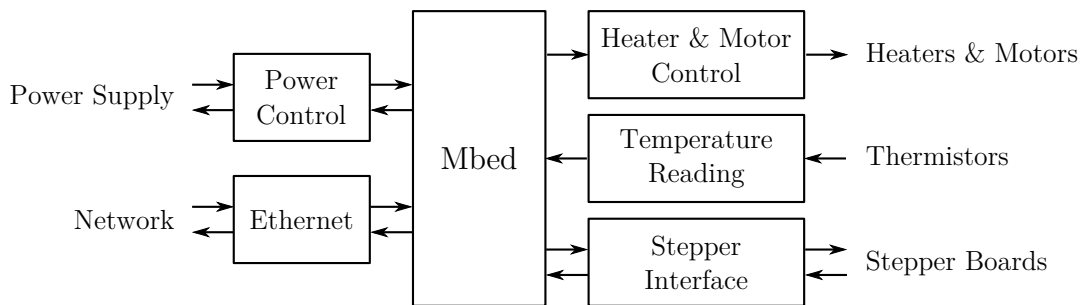 Power Supply
Network
Power
Control
Ethernet
Mbed
Heater & Motor
Control
Temperature
Reading
Stepper
Interface
Heaters & Motors
Thermistors
Stepper Boards